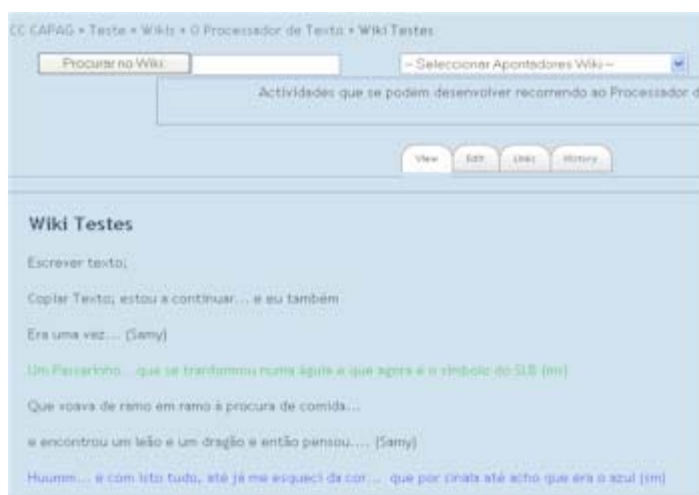 CC CAPAG » Teste » Wikis » O Processador de Texto » Wiki Testes
Procurar no Wiki:
-- Seleccionar Apontadores Wiki --
Actividades que se podem desenvolver recorrendo ao Processador d
View Edit Links History
Wiki Testes
Escrever texto;
Copiar Texto; estou a continuar... e eu também
Era uma vez.... (Samy)
Um Passarinho... que se tranformou numa águia e que agora é o símbolo do SLB
Que voava de ramo em ramo à procura de comida...
e encontrou um leão e um dragão e então pensou.... (Samy)
Huumm.... e com isto tudo, até já me esqueci da cor.... que por sinal até acho que era o azul